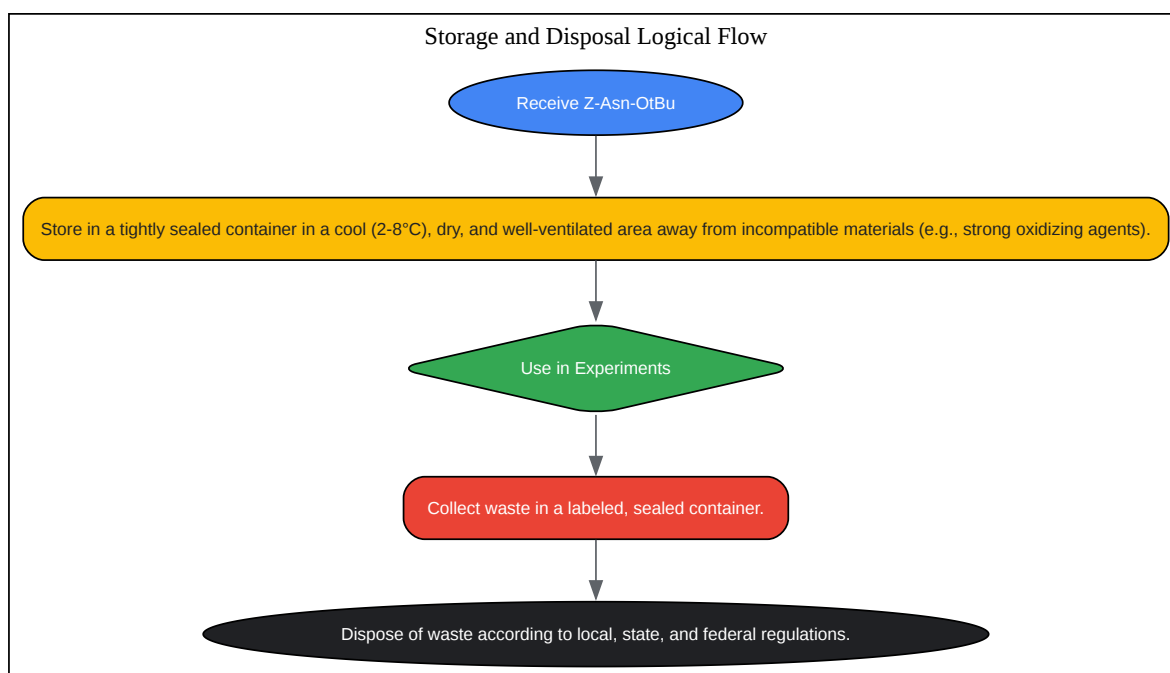 Storage and Disposal Logical Flow
Receive Z-Asn-OtBu
Store in a tightly sealed container in a cool (2-8°C), dry, and well-ventilated area away from incompatible materials (e.g., strong oxidizing agents).
Use in Experiments
Collect waste in a labeled, sealed container.
Dispose of waste according to local, state, and federal regulations.